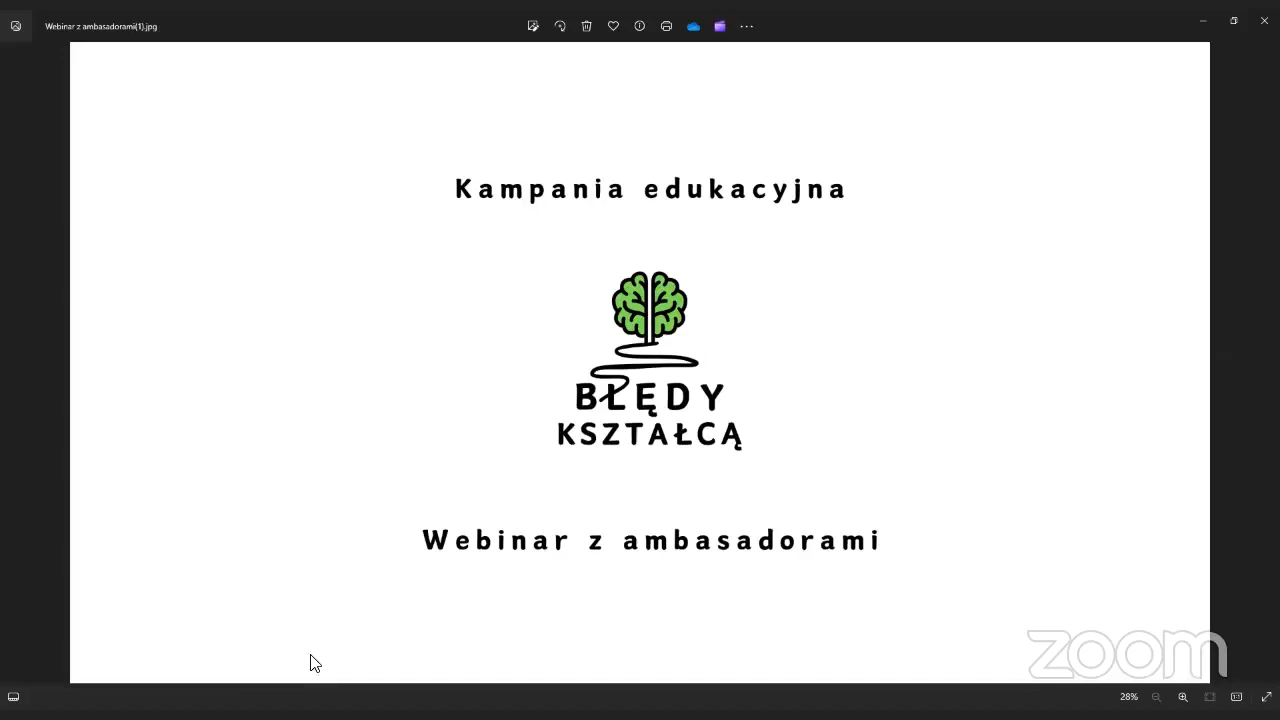 Webinar z ambasadorami(1).jpg
Kampania edukacyjna
BŁĘDY
KSZTAŁCĄ
Webinar z ambasadorami
zoom
28%